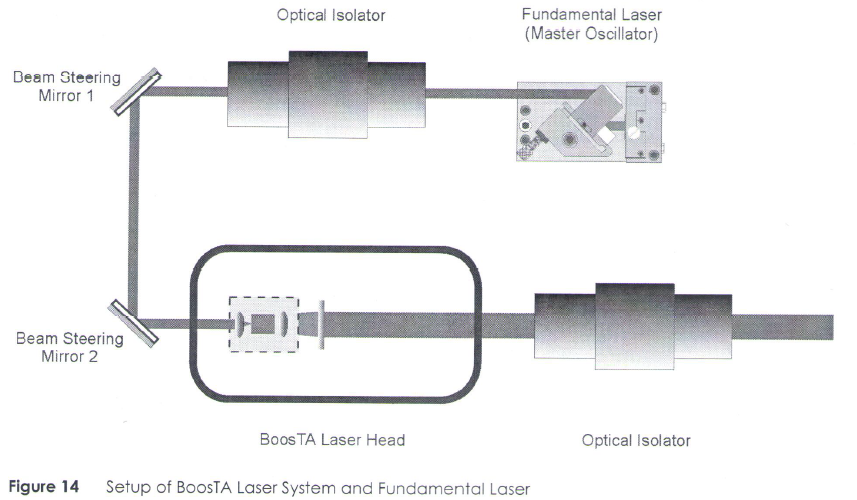 Optical Isolator
Fundamental Laser
(Master Oscillator)
Beam Steering
Mirror 1
Beam Steering
Mirror 2
BoosTA Laser Head
Optical Isolator
Figure 14 Setup of BoosTA Laser System and Fundamental Laser